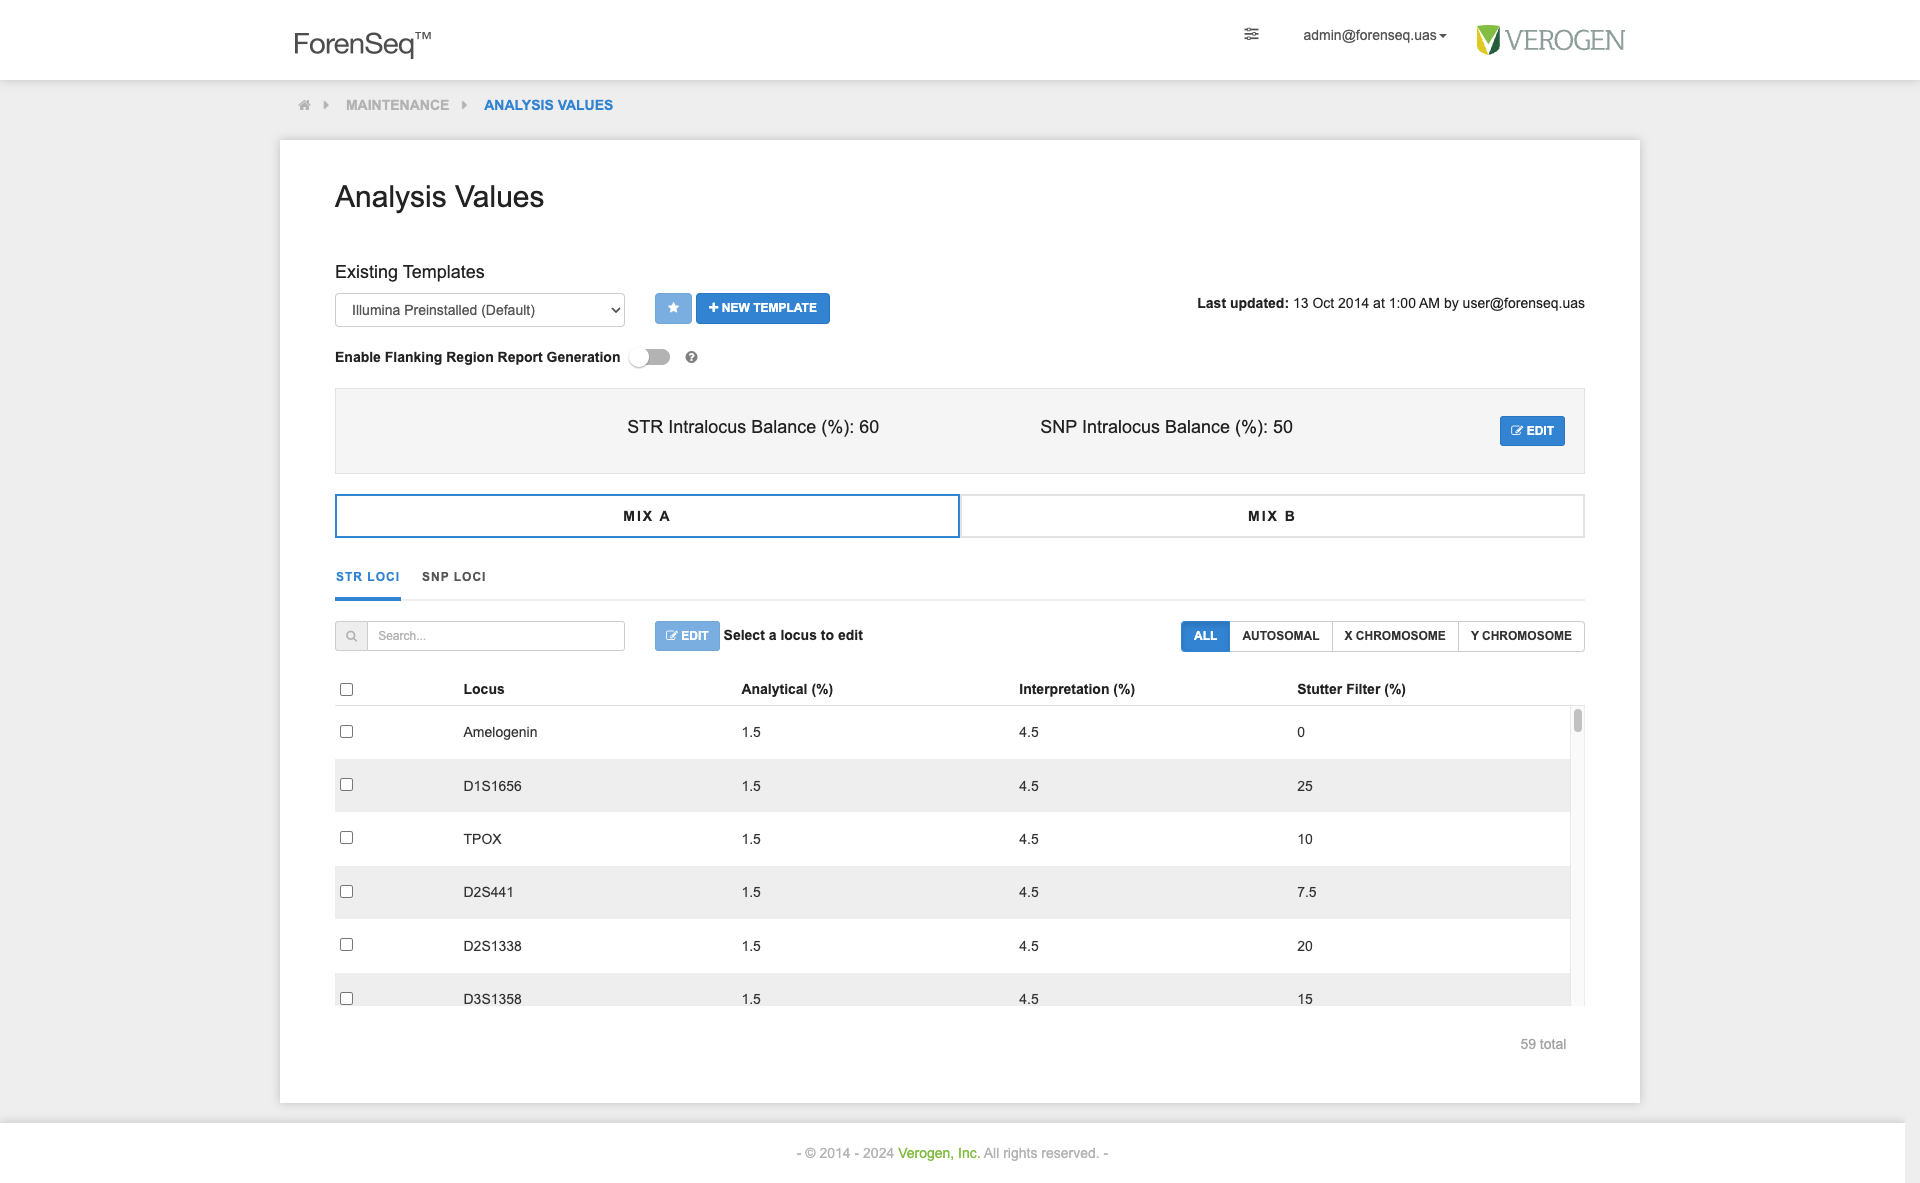 ForenSeq™
admin@forenseq.uas
VEROGEN
MAINTENANCE
ANALYSIS VALUES
Analysis Values
Existing Templates
Illumina Preinstalled (Default)
+ NEW TEMPLATE
Last updated: 13 Oct 2014 at 1:00 AM by user@forenseq.uas
Enable Flanking Region Report Generation
?
STR Intralocus Balance (%): 60
SNP Intralocus Balance (%): 50
EDIT
MIX A
MIX B
STR LOCI
SNP LOCI
Search...
EDIT
Select a locus to edit
ALL
AUTOSOMAL
X CHROMOSOME
Y CHROMOSOME
Locus Analytical (%) Interpretation (%) Stutter Filter (%)
Amelogenin 1.5 4.5 0
D1S1656 1.5 4.5 25
TPOX 1.5 4.5 10
D2S441 1.5 4.5 7.5
D2S1338 1.5 4.5 20
D3S1358 1.5 4.5 15
59 total
- © 2014 - 2024 Verogen, Inc. All rights reserved. -